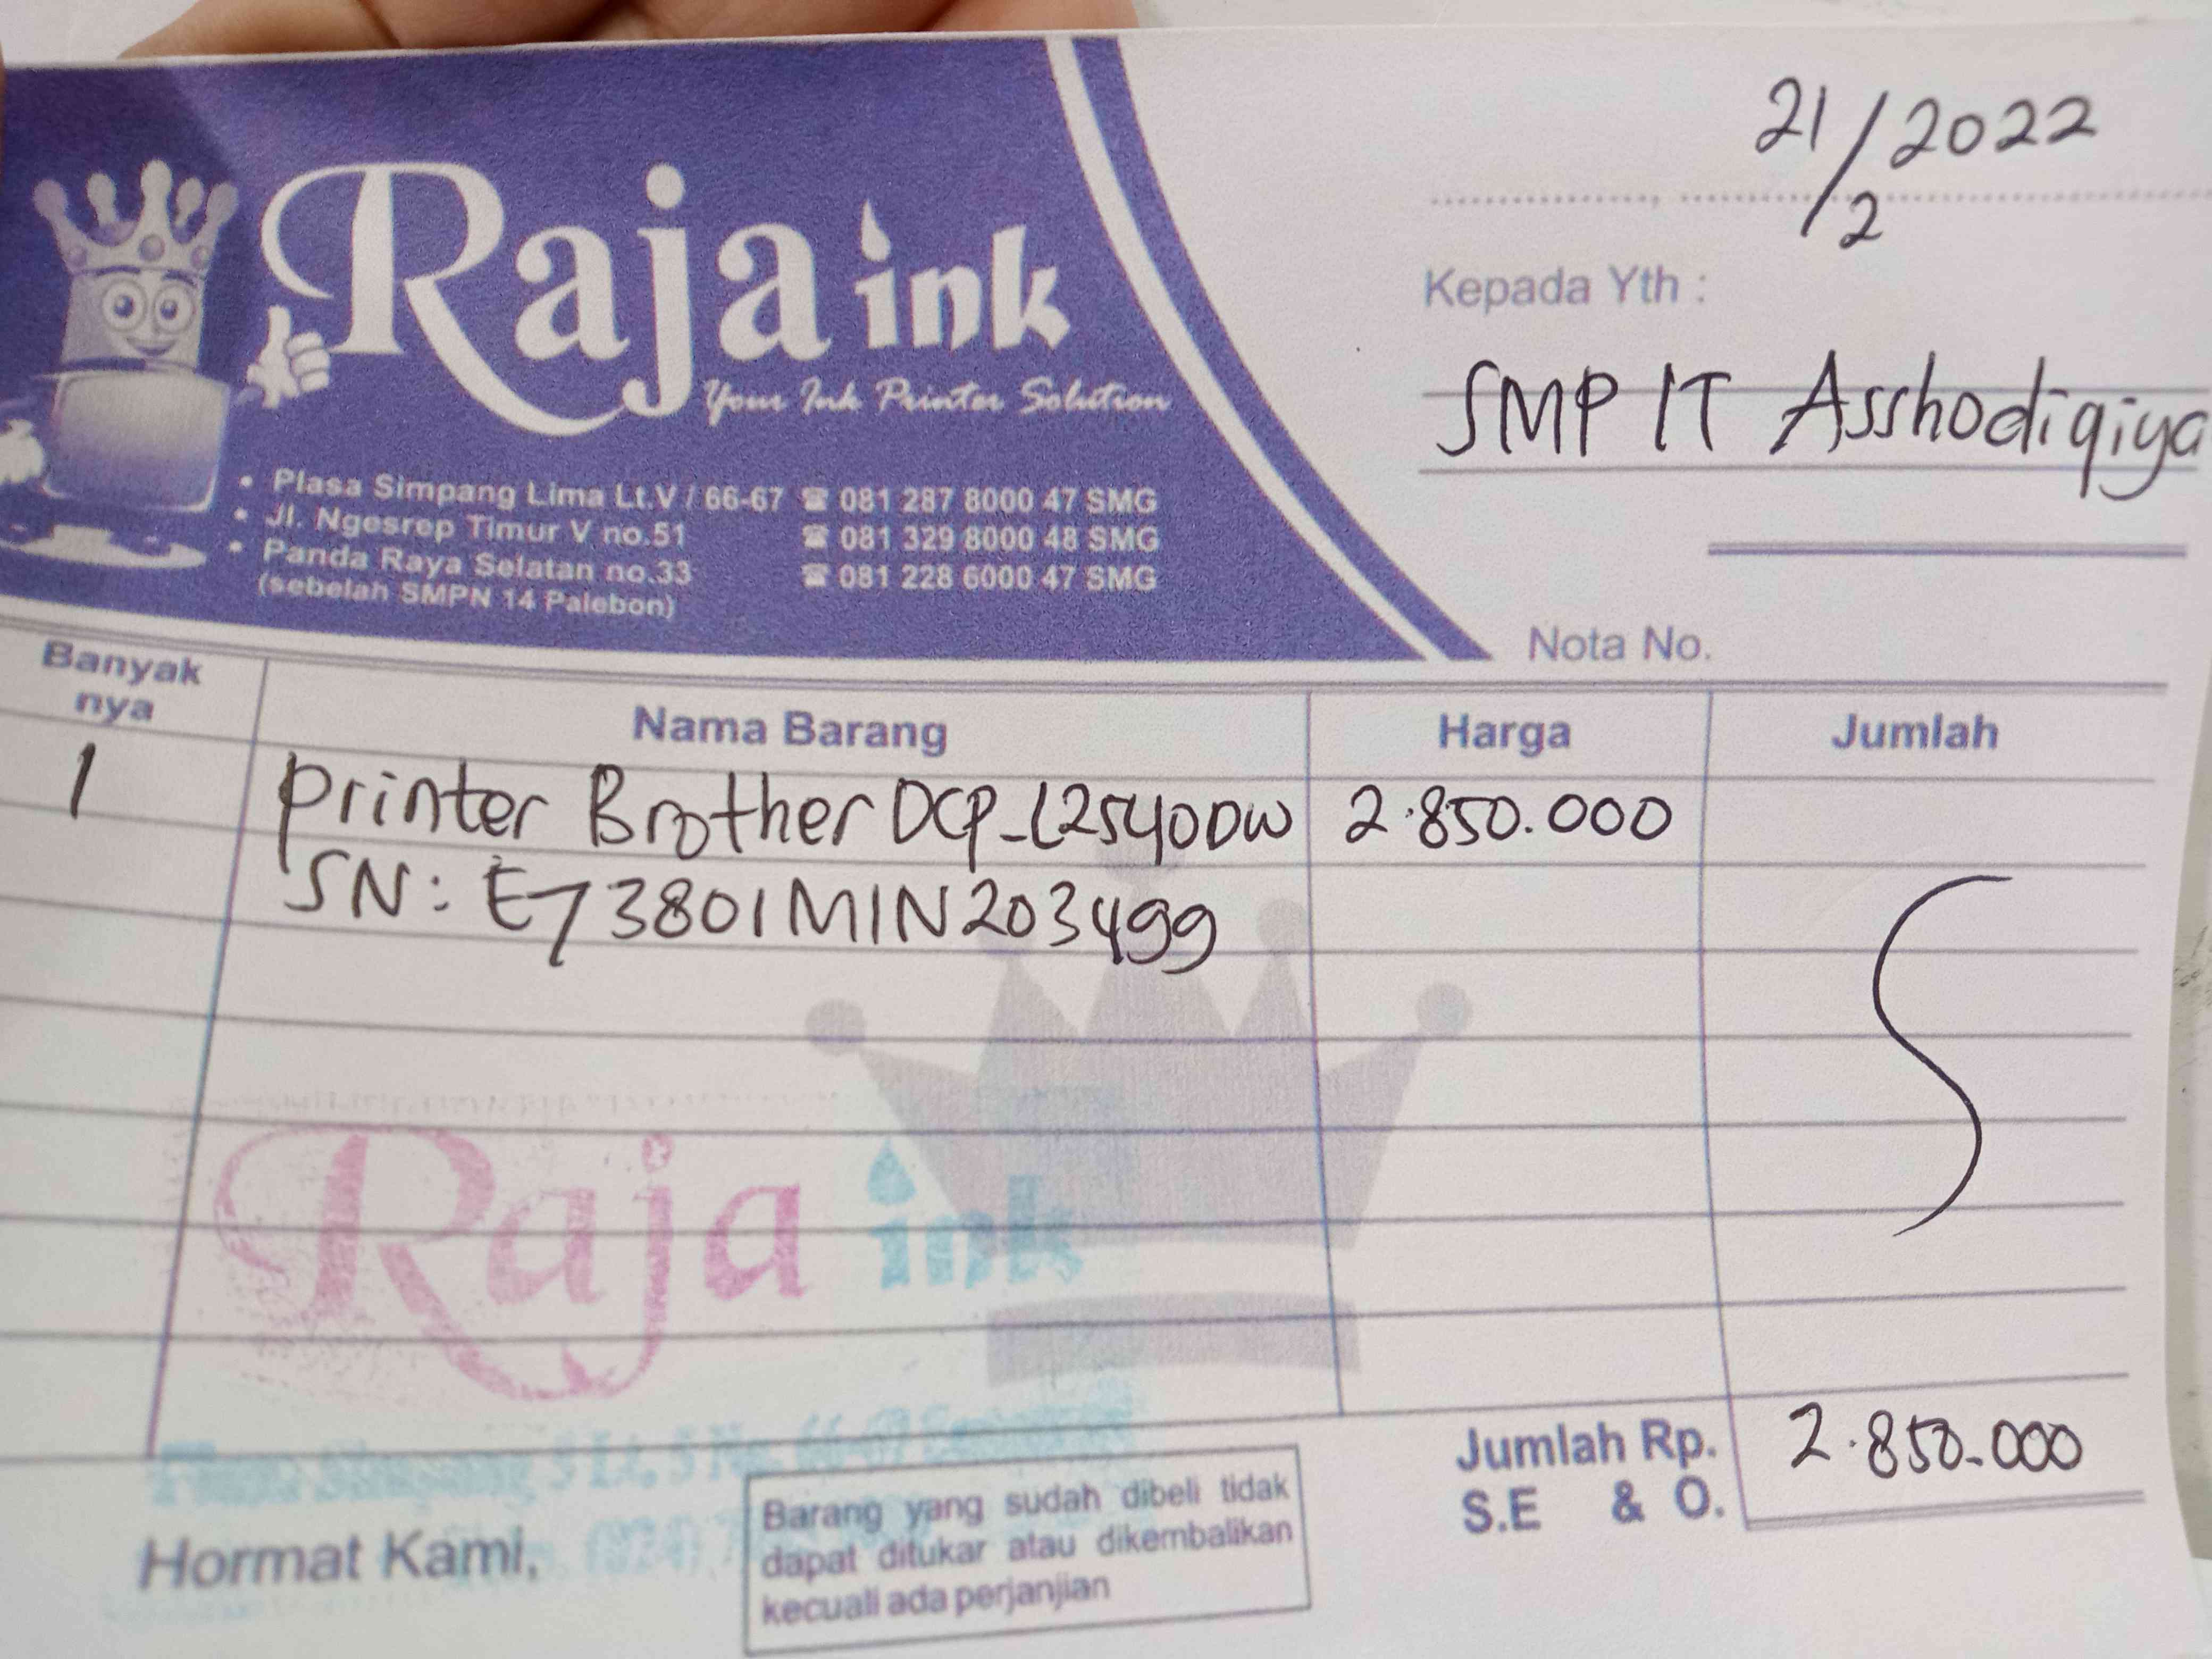 21/2 2022
Raja ink
Your Ink Printer Solution
Kepada Yth :
SMP IT Asshodiqiya
• Plasa Simpang Lima Lt.V / 66-67 ☎ 081 287 8000 47 SMG
• Jl. Ngesrep Timur V no.51 ☎ 081 329 8000 48 SMG
• Panda Raya Selatan no.33 ☎ 081 228 6000 47 SMG
(sebelah SMPN 14 Palebon)
Nota No.
Banyak
nya
Nama Barang
Harga
Jumlah
1 Printer Brother DCP-L2540DW 2.850.000
SN: E73801M1N203499
Raja ink
Jumlah Rp. 2.850.000
S.E & O.
Hormat Kami,
Barang yang sudah dibeli tidak
dapat ditukar atau dikembalikan
kecuali ada perjanjian